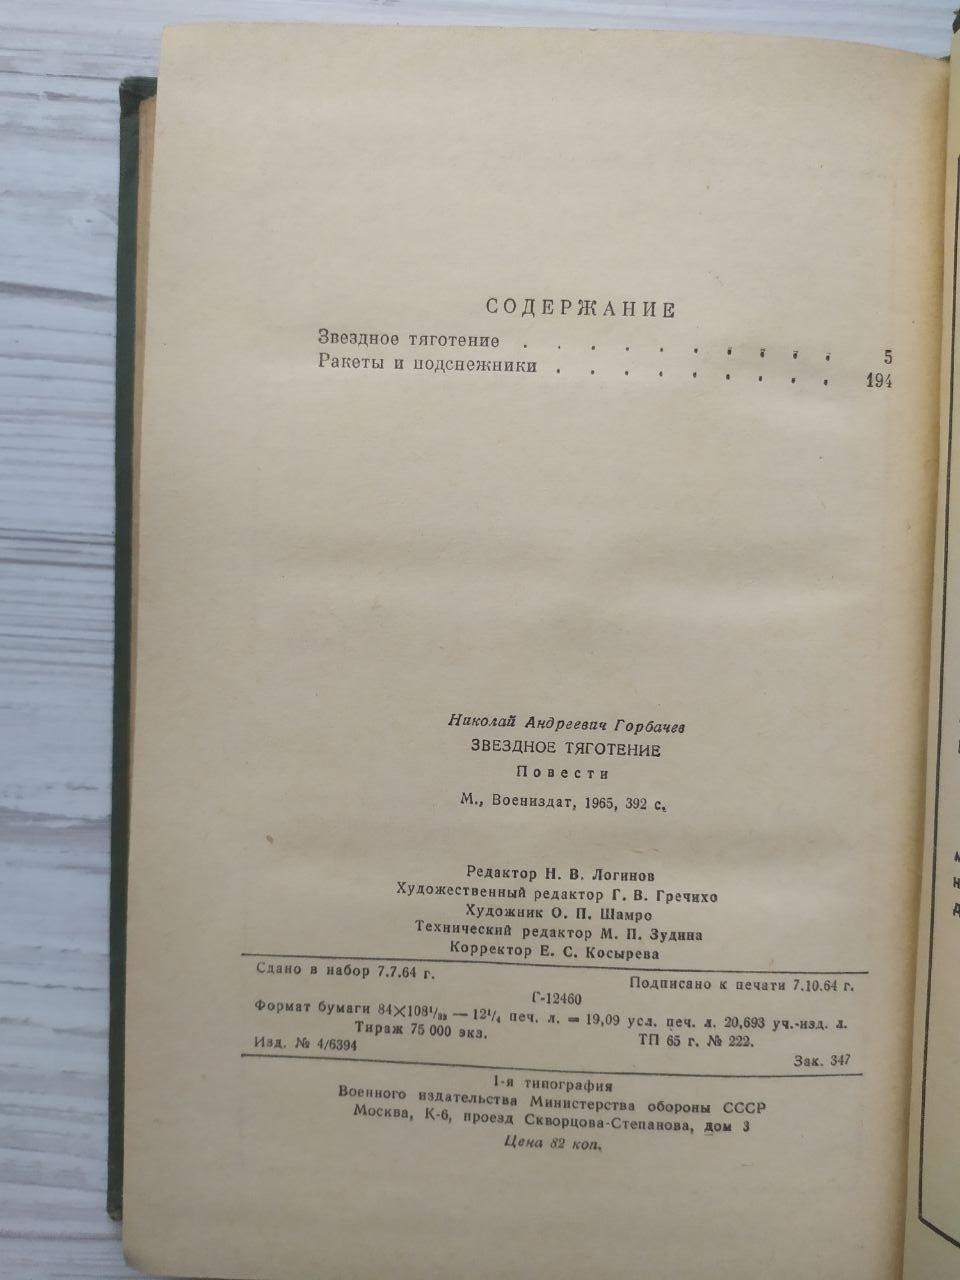 СОДЕРЖАНИЕ
Звездное тяготение . . . . . . . . . . 5
Ракеты и подснежники . . . . . . . . . 194
Николай Андреевич Горбачев
ЗВЕЗДНОЕ ТЯГОТЕНИЕ
Повести
М., Воениздат, 1965, 392 с.
Редактор Н. В. Логинов
Художественный редактор Г. В. Гречихо
Художник О. П. Шамро
Технический редактор М. П. Зудина
Корректор Е. С. Косырева
Сдано в набор 7.7.64 г. Подписано к печати 7.10.64 г.
Г-12460
Формат бумаги 84×108¹/₃₂ — 12¹/₄ печ. л. = 19,09 усл. печ. л. 20,693 уч.-изд. л.
Тираж 75 000 экз. ТП 65 г. № 222.
Изд. № 4/6394 Зак. 347
1-я типография
Военного издательства Министерства обороны СССР
Москва, К-6, проезд Скворцова-Степанова, дом 3
Цена 82 коп.